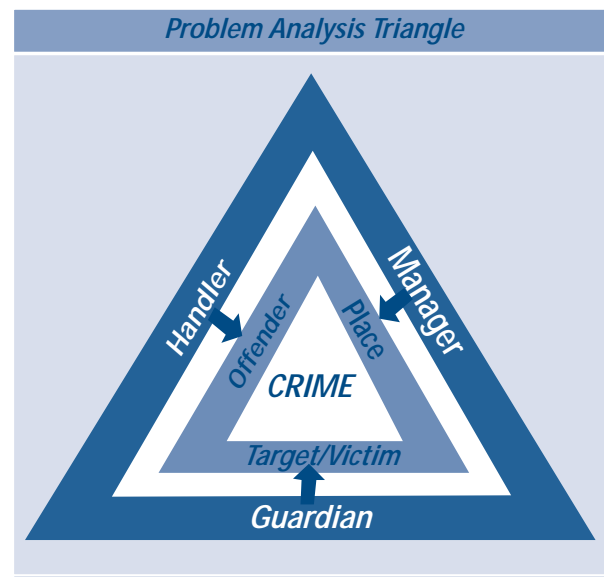 Problem Analysis Triangle
Handler
Manager
Offender
Place
CRIME
Target/Victim
Guardian